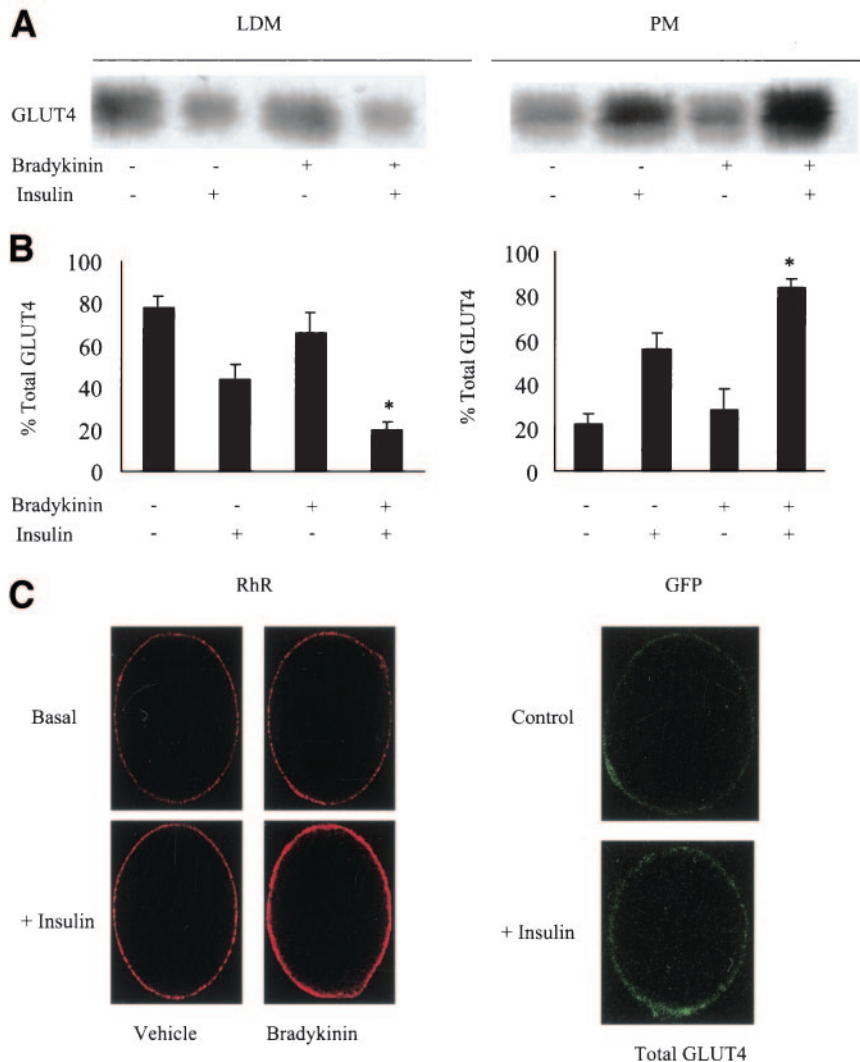 A
LDM PM
GLUT4
Bradykinin - - + + - - + +
Insulin - + - + - + - +
B
100
80
60
40
20
0
% Total GLUT4
*
100
80
60
40
20
0
% Total GLUT4
*
Bradykinin - - + + - - + +
Insulin - + - + - + - +
C
RhR GFP
Basal Control
+ Insulin + Insulin
Vehicle Bradykinin
Total GLUT4